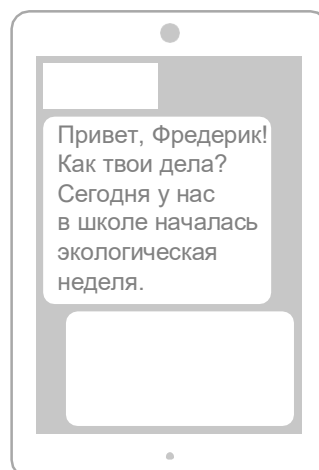 Привет, Фредерик!
Как твои дела?
Сегодня у нас
в школе началась
экологическая
неделя.